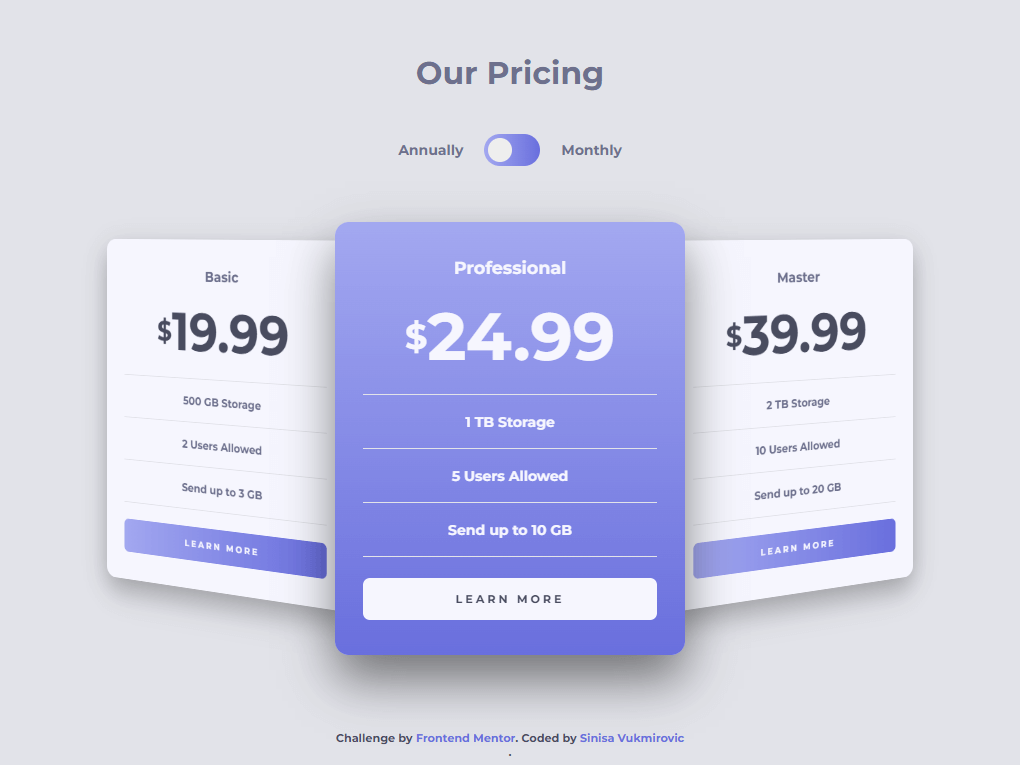 Our Pricing
Annually Monthly
Basic
$19.99
500 GB Storage
2 Users Allowed
Send up to 3 GB
LEARN MORE
Professional
$24.99
1 TB Storage
5 Users Allowed
Send up to 10 GB
LEARN MORE
Master
$39.99
2 TB Storage
10 Users Allowed
Send up to 20 GB
LEARN MORE
Challenge by Frontend Mentor. Coded by Sinisa Vukmirovic
.